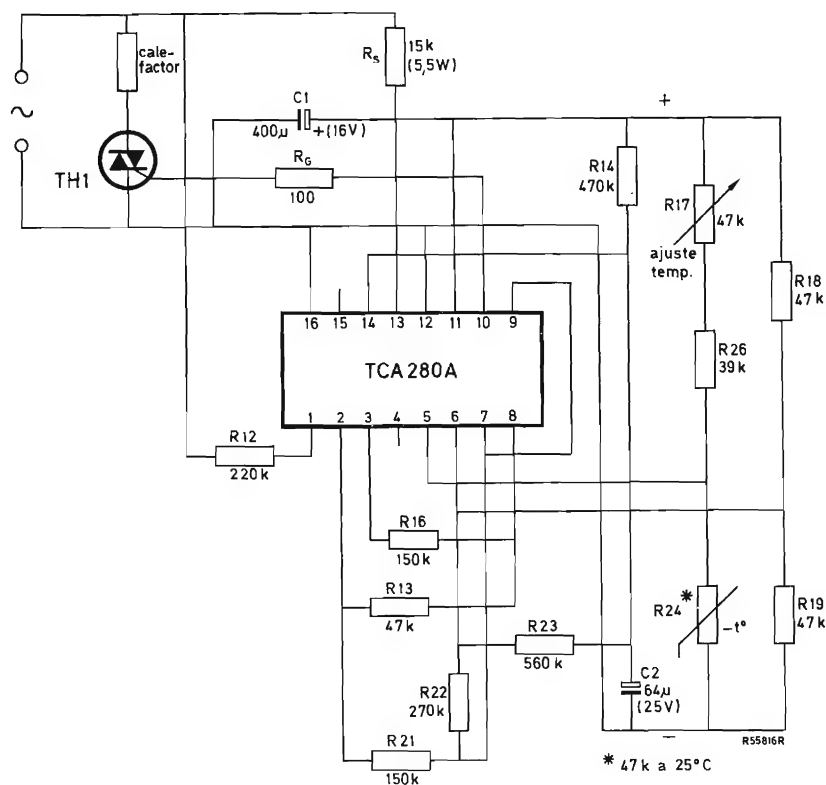 cale-
factor
~
TH1
Rs
15k
(5,5W)
C1
400µ
+(16V)
RG
100
+
R14
470k
R17
47k
ajuste
temp.
R18
47k
R26
39k
16 15 14 13 12 11 10 9
TCA280A
1 2 3 4 5 6 7 8
R12
220k
R16
150k
R13
47k
R23
560k
R22
270k
R21
150k
C2
64µ
(25V)
*
R24
-t°
R19
47k
−
R55816R
* 47k a 25°C